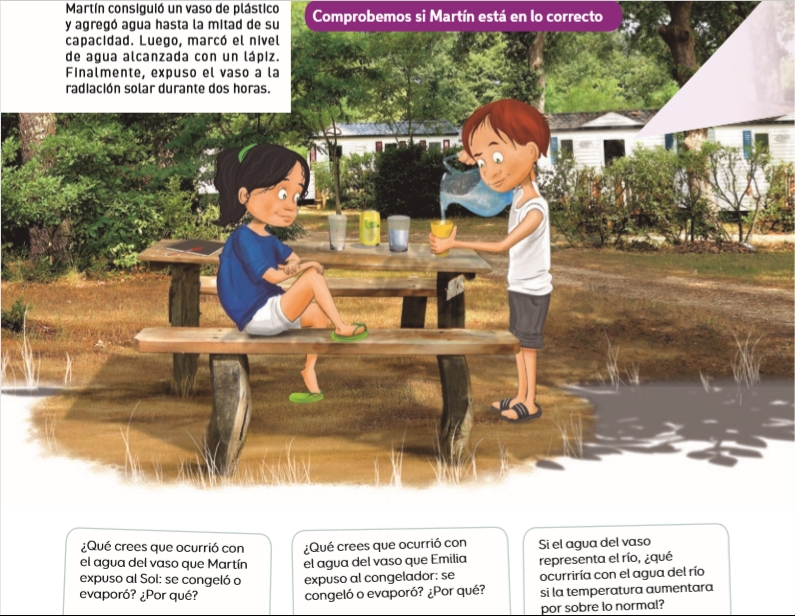 Martín consiguió un vaso de plástico
y agregó agua hasta la mitad de su
capacidad. Luego, marcó el nivel
de agua alcanzada con un lápiz.
Finalmente, expuso el vaso a la
radiación solar durante dos horas.
Comprobemos si Martín está en lo correcto
¿Qué crees que ocurrió con
el agua del vaso que Martín
expuso al Sol: se congeló o
evaporó? ¿Por qué?
¿Qué crees que ocurrió con
el agua del vaso que Emilia
expuso al congelador: se
congeló o evaporó? ¿Por qué?
Si el agua del vaso
representa el río, ¿qué
ocurriría con el agua del río
si la temperatura aumentara
por sobre lo normal?